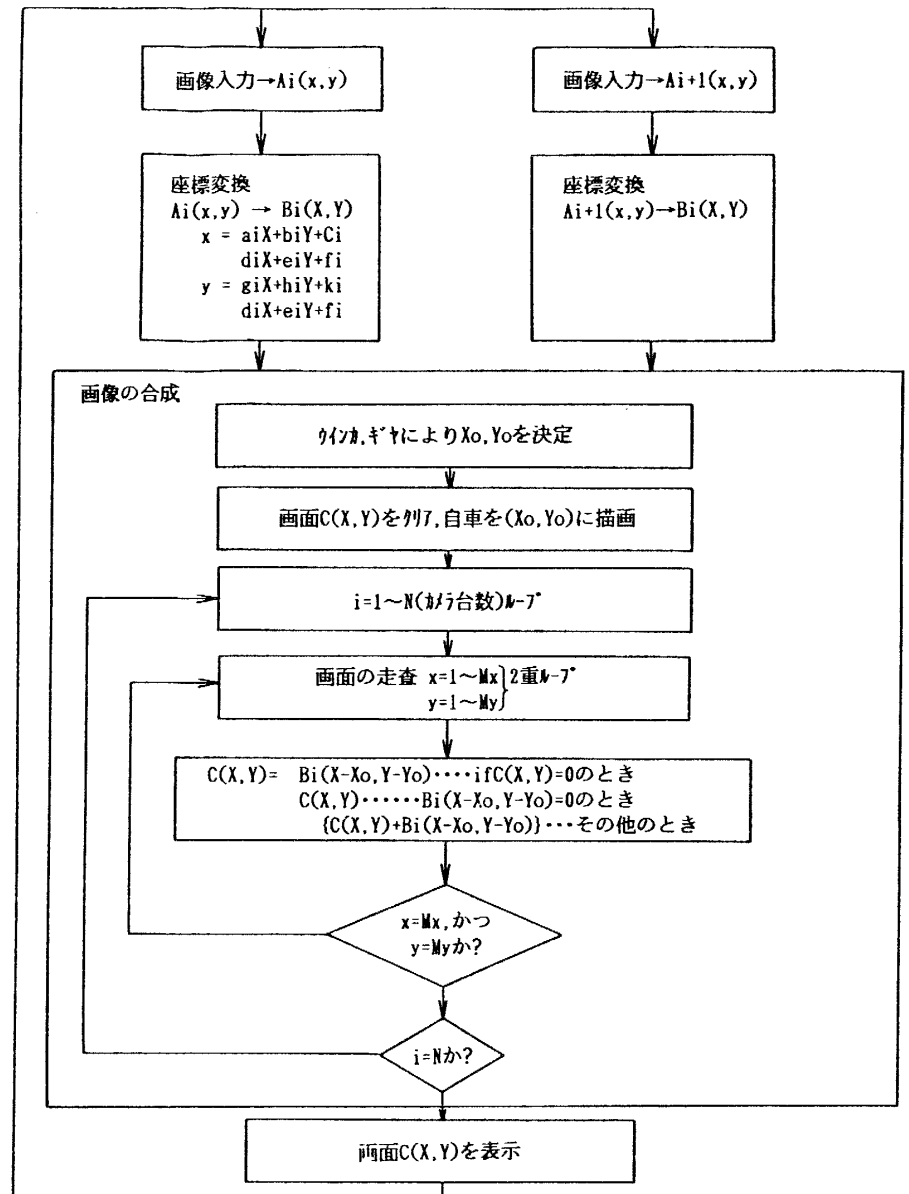 画像入力→Ai(x,y)
画像入力→Ai+1(x,y)
座標変換
Ai(x,y) → Bi(X,Y)
x = aiX+biY+Ci
diX+eiY+fi
y = giX+hiY+ki
diX+eiY+fi
座標変換
Ai+1(x,y)→Bi(X,Y)
画像の合成
ウインカ,ギヤによりXo,Yoを決定
画面C(X,Y)をクリア,自車を(Xo,Yo)に描画
i=1~N(カメラ台数)ループ
画面の走査 x=1~Mx}2重ループ
y=1~My
C(X,Y)= Bi(X-Xo,Y-Yo)····ifC(X,Y)=0のとき
C(X,Y)······Bi(X-Xo,Y-Yo)=0のとき
{C(X,Y)+Bi(X-Xo,Y-Yo)}···その他のとき
x=Mx,かつ
y=Myか?
i=Nか?
画面C(X,Y)を表示